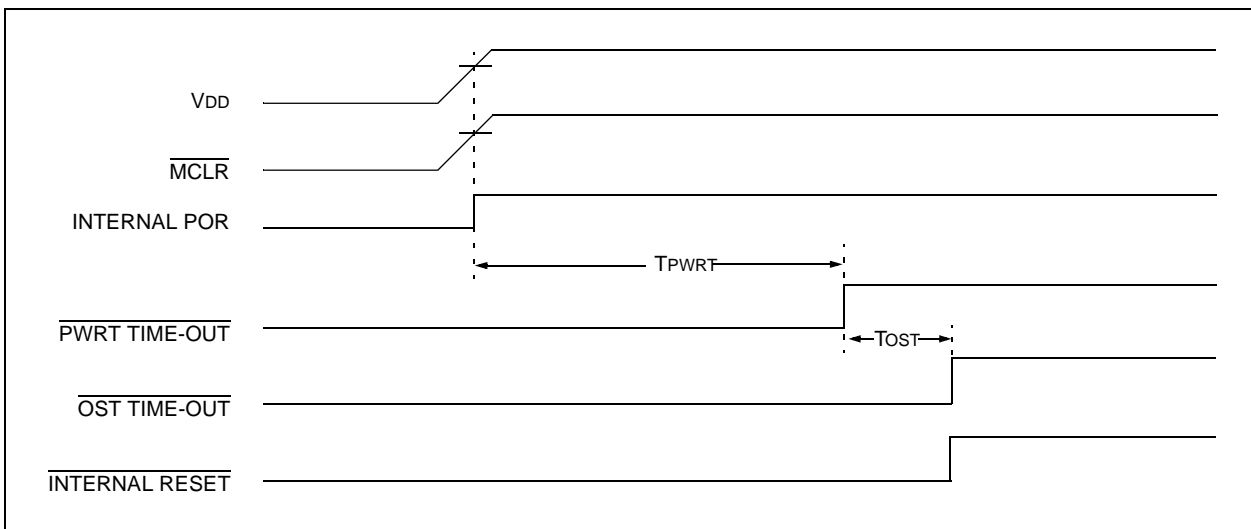 VDD
MCLR
INTERNAL POR
TPWRT
PWRT TIME-OUT
TOST
OST TIME-OUT
INTERNAL RESET